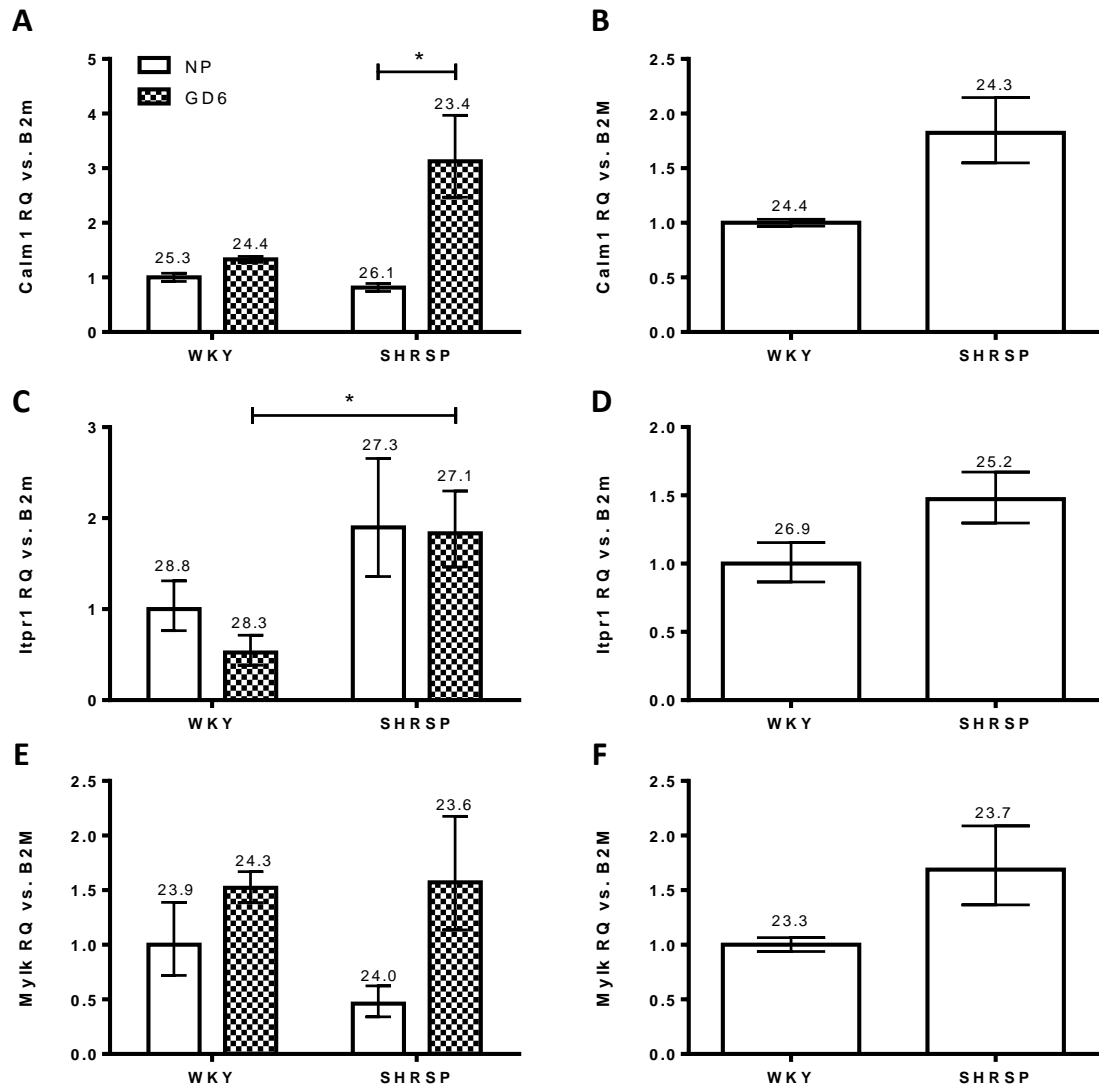 A
Calm1 RQ vs. B2m
5
4
3
2
1
0
NP
GD6
*
25.3
24.4
26.1
23.4
WKY
SHRSP
B
Calm1 RQ vs. B2M
2.5
2.0
1.5
1.0
0.5
0.0
24.4
24.3
WKY
SHRSP
C
Itpr1 RQ vs. B2m
3
2
1
0
*
28.8
28.3
27.3
27.1
WKY
SHRSP
D
Itpr1 RQ vs. B2m
2.0
1.5
1.0
0.5
0.0
26.9
25.2
WKY
SHRSP
E
Mylk RQ vs. B2M
2.5
2.0
1.5
1.0
0.5
0.0
23.9
24.3
24.0
23.6
WKY
SHRSP
F
Mylk RQ vs. B2M
2.5
2.0
1.5
1.0
0.5
0.0
23.3
23.7
WKY
SHRSP